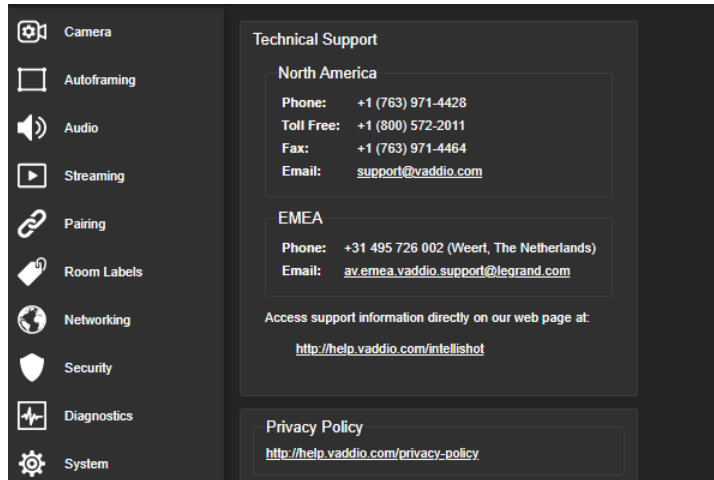 Camera
Autoframing
Audio
Streaming
Pairing
Room Labels
Networking
Security
Diagnostics
System
Technical Support
North America
Phone: +1 (763) 971-4428
Toll Free: +1 (800) 572-2011
Fax: +1 (763) 971-4464
Email: support@vaddio.com
EMEA
Phone: +31 495 726 002 (Weert, The Netherlands)
Email: av.emea.vaddio.support@legrand.com
Access support information directly on our web page at:
http://help.vaddio.com/intellishot
Privacy Policy
http://help.vaddio.com/privacy-policy